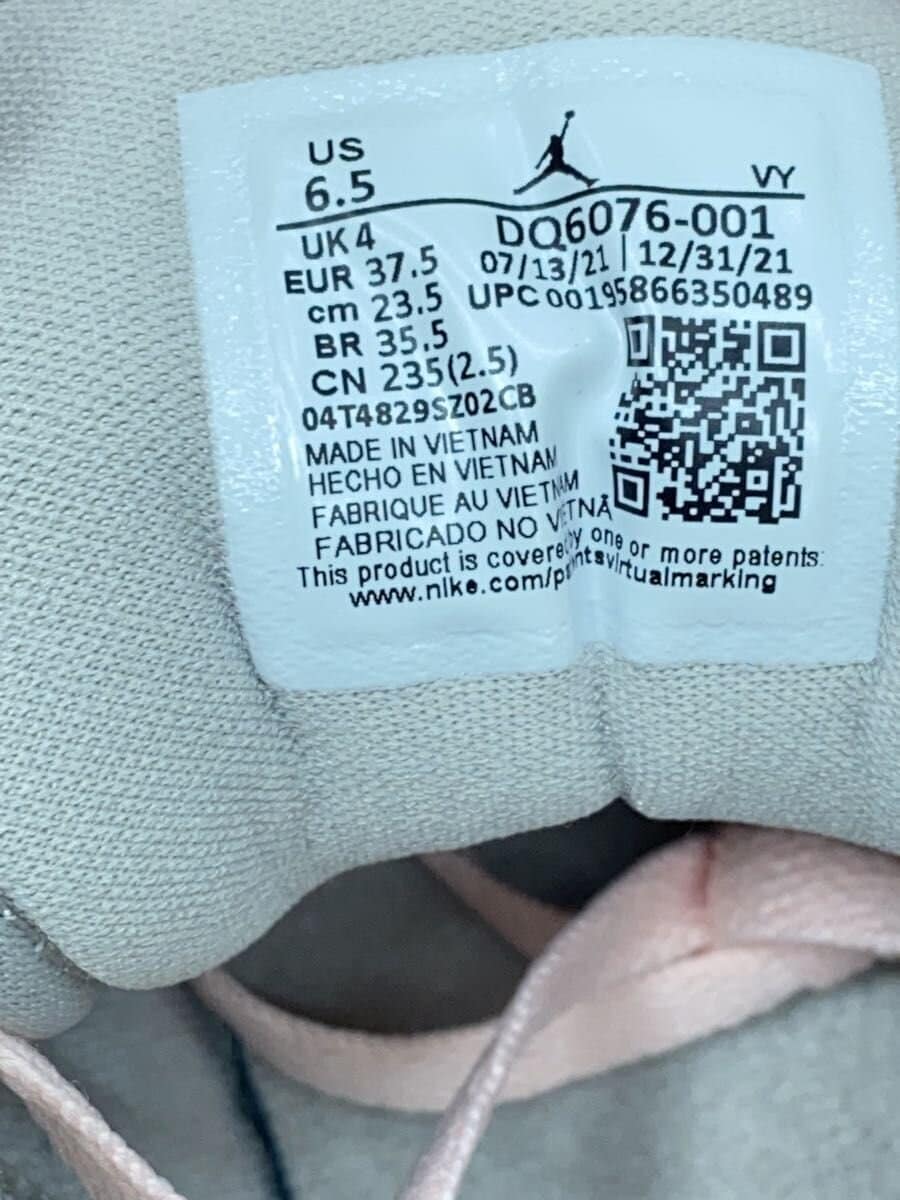 US
6.5
VY
UK 4
DQ6076-001
EUR 37.5
07/13/21 | 12/31/21
cm 23.5
UPC 00195866350489
BR 35.5
CN 235(2.5)
04T4829SZ02CB
MADE IN VIETNAM
HECHO EN VIETNAM
FABRIQUE AU VIETNAM
FABRICADO NO VIETNÃ
This product is covered by one or more patents:
www.nike.com/patentsvirtualmarking